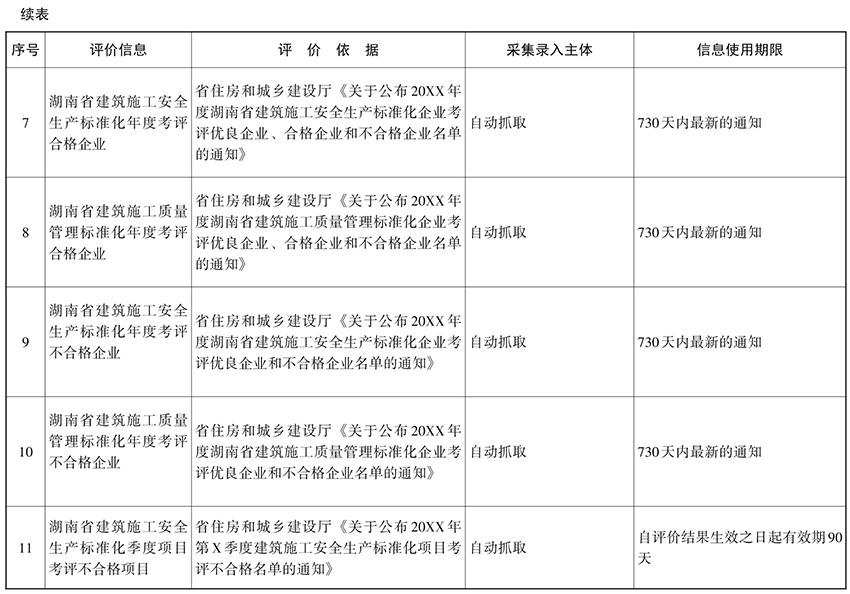 续表
序号 评价信息 评价依据 采集录入主体 信息使用期限
7
湖南省建筑施工安全
生产标准化年度考评
合格企业
省住房和城乡建设厅《关于公布20XX年
度湖南省建筑施工安全生产标准化企业考
评优良企业、合格企业和不合格企业名单
的通知》
自动抓取
730天内最新的通知
8
湖南省建筑施工质量
管理标准化年度考评
合格企业
省住房和城乡建设厅《关于公布20XX年
度湖南省建筑施工质量管理标准化企业考
评优良企业、合格企业和不合格企业名单
的通知》
自动抓取
730天内最新的通知
9
湖南省建筑施工安全
生产标准化年度考评
不合格企业
省住房和城乡建设厅《关于公布20XX年
度湖南省建筑施工安全生产标准化企业考
评优良企业和不合格企业名单的通知》
自动抓取
730天内最新的通知
10
湖南省建筑施工质量
管理标准化年度考评
不合格企业
省住房和城乡建设厅《关于公布20XX年
度湖南省建筑施工质量管理标准化企业考
评优良企业和不合格企业名单的通知》
自动抓取
730天内最新的通知
11
湖南省建筑施工安全
生产标准化季度项目
考评不合格项目
省住房和城乡建设厅《关于公布20XX年
第X季度建筑施工安全生产标准化项目考
评不合格名单的通知》
自动抓取
自评价结果生效之日起有效期90
天